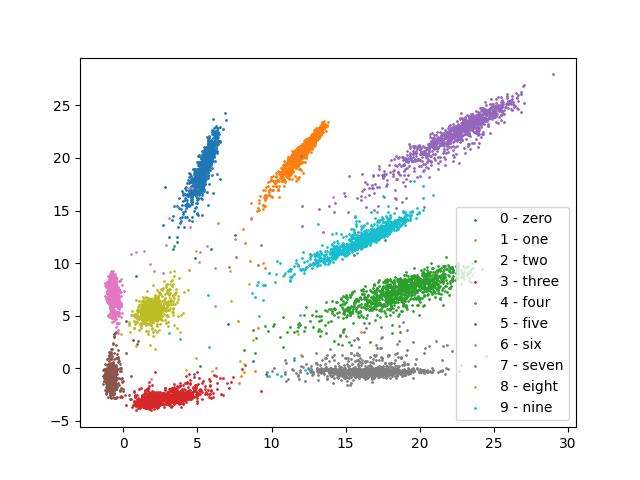 25
20
15
10
5
0
−5
0
5
10
15
20
25
30
0 - zero
1 - one
2 - two
3 - three
4 - four
5 - five
6 - six
7 - seven
8 - eight
9 - nine